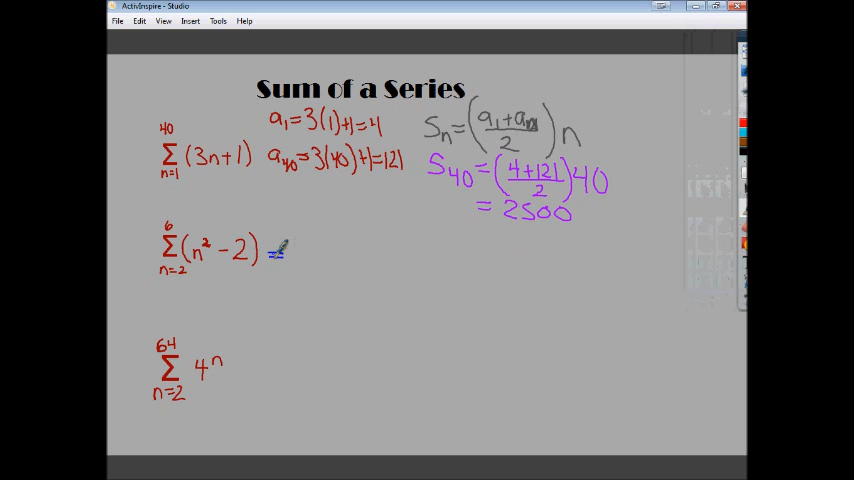 ActivInspire - Studio
File Edit View Insert Tools Help
Sum of a Series
a₁=3(1)+1=4
Sₙ=(a₁+aₙ/2)n
40
Σ(3n+1)
n=1
a₄₀=3(40)+1=121
S₄₀=(4+121/2)40
=2500
6
Σ(n²-2)=
n=2
64
Σ 4ⁿ
n=2